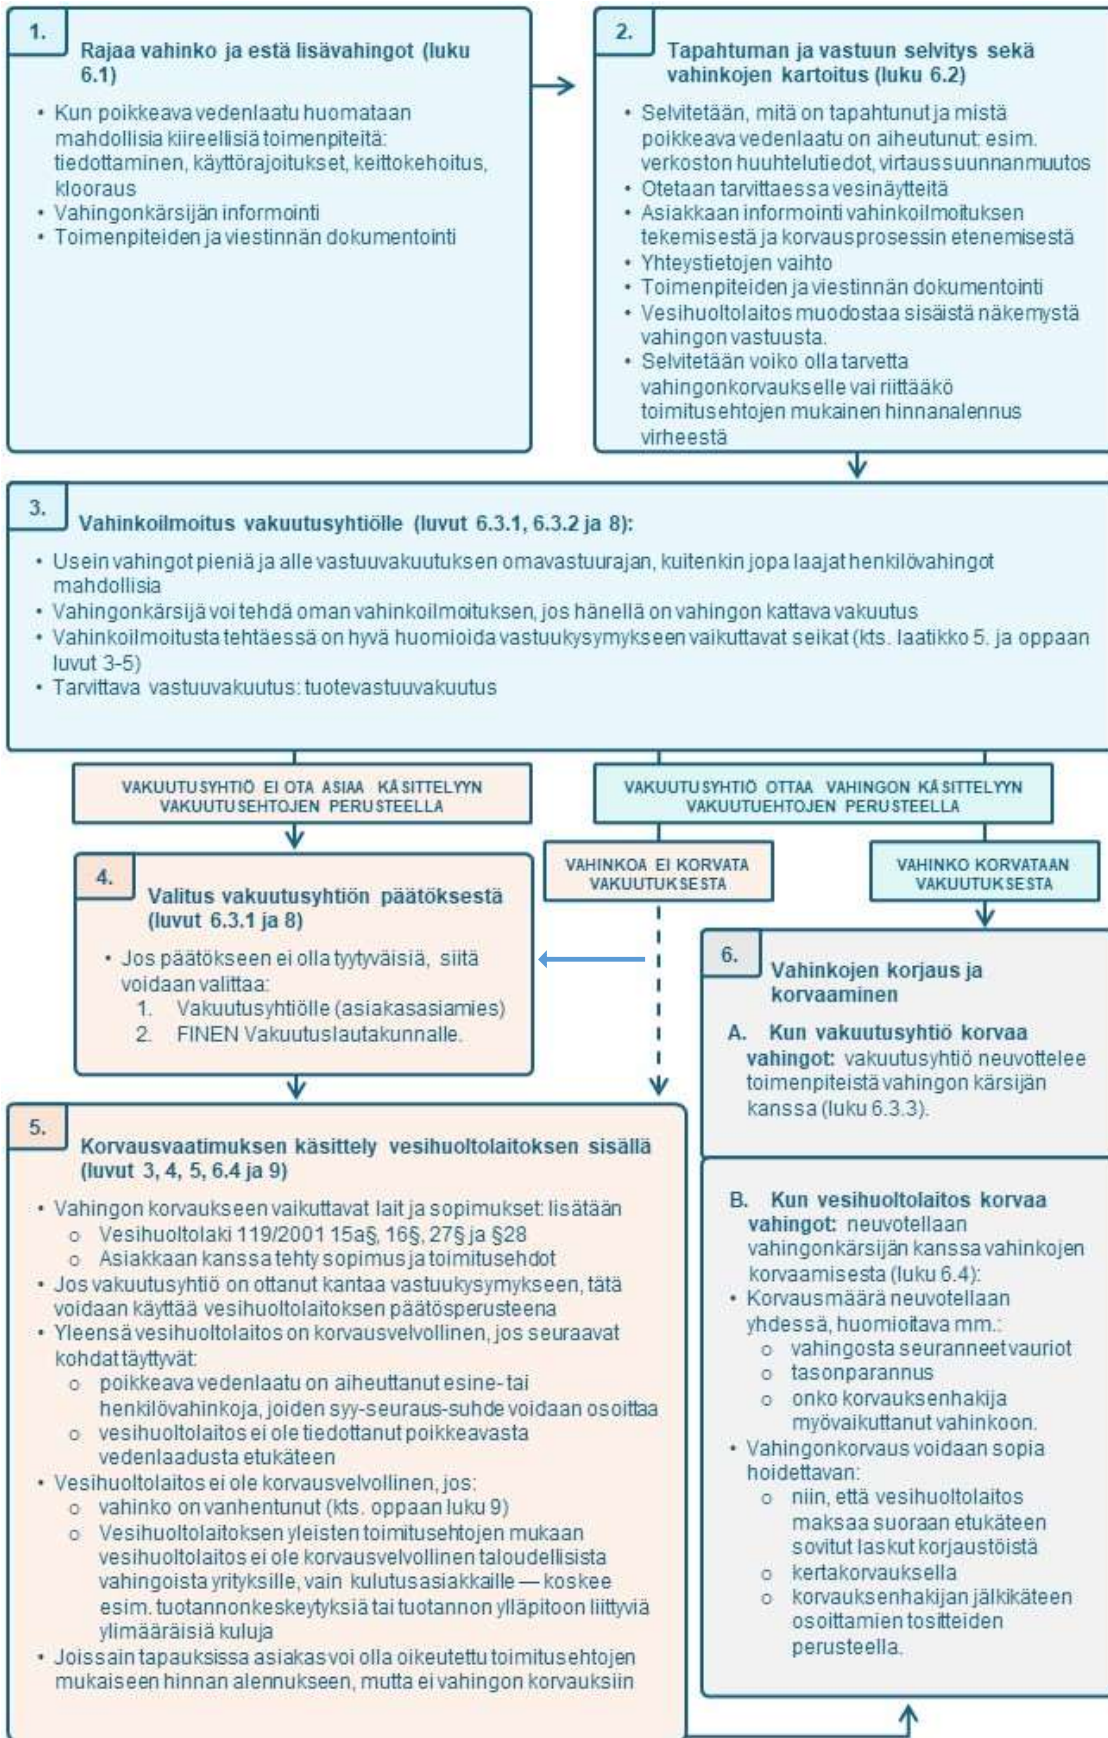 1.
Rajaa vahinko ja estä lisävahingot (luku
6.1)
• Kun poikkeava vedenlaatu huomataan
mahdollisia kiireellisiä toimenpiteitä:
tiedottaminen, käyttörajoitukset, keittokehoitus,
klooraus
• Vahingonkärsijän informointi
• Toimenpiteiden ja viestinnän dokumentointi
2.
Tapahtuman ja vastuun selvitys sekä
vahinkojen kartoitus (luku 6.2)
• Selvitetään, mitä on tapahtunut ja mistä
poikkeava vedenlaatu on aiheutunut: esim.
verkoston huuhtelutiedot, virtaussuunnanmuutos
• Otetaan tarvittaessa vesinäytteitä
• Asiakkaan informointi vahinkoilmoituksen
tekemisestä ja korvausprosessin etenemisestä
• Yhteystietojen vaihto
• Toimenpiteiden ja viestinnän dokumentointi
• Vesihuoltolaitos muodostaa sisäistä näkemystä
vahingon vastuusta.
• Selvitetään voiko olla tarvetta
vahingonkorvaukselle vai riittääkö
toimitusehtojen mukainen hinnanalennus
virheestä
3.
Vahinkoilmoitus vakuutusyhtiölle (luvut 6.3.1, 6.3.2 ja 8):
• Usein vahingot pieniä ja alle vastuuvakuutuksen omavastuurajan, kuitenkin jopa laajat henkilövahingot
mahdollisia
• Vahingonkärsijä voi tehdä oman vahinkoilmoituksen, jos hänellä on vahingon kattava vakuutus
• Vahinkoilmoitusta tehtäessä on hyvä huomioida vastuukysymykseen vaikuttavat seikat (kts. laatikko 5. ja oppaan
luvut 3-5)
• Tarvittava vastuuvakuutus: tuotevastuuvakuutus
VAKUUTUSYHTIÖ EI OTA ASIAA KÄSITTELYYN
VAKUUTUSEHTOJEN PERUSTEELLA
VAKUUTUSYHTIÖ OTTAA VAHINGON KÄSITTELYYN
VAKUUTUEHTOJEN PERUSTEELLA
VAHINKOA EI KORVATA
VAKUUTUKSESTA
VAHINKO KORVATAAN
VAKUUTUKSESTA
4.
Valitus vakuutusyhtiön päätöksestä
(luvut 6.3.1 ja 8)
• Jos päätökseen ei olla tyytyväisiä, siitä
voidaan valittaa:
1. Vakuutusyhtiölle (asiakasasiamies)
2. FINEN Vakuutuslautakunnalle.
5.
Korvausvaatimuksen käsittely vesihuoltolaitoksen sisällä
(luvut 3, 4, 5, 6.4 ja 9)
• Vahingon korvaukseen vaikuttavat lait ja sopimukset: lisätään
o Vesihuoltolaki 119/2001 15a§, 16§, 27§ ja §28
o Asiakkaan kanssa tehty sopimus ja toimitusehdot
• Jos vakuutusyhtiö on ottanut kantaa vastuukysymykseen, tätä
voidaan käyttää vesihuoltolaitoksen päätösperusteena
• Yleensä vesihuoltolaitos on korvausvelvollinen, jos seuraavat
kohdat täyttyvät:
o poikkeava vedenlaatu on aiheuttanut esine- tai
henkilövahinkoja, joiden syy-seuraus-suhde voidaan osoittaa
o vesihuoltolaitos ei ole tiedottanut poikkeavasta
vedenlaadusta etukäteen
• Vesihuoltolaitos ei ole korvausvelvollinen, jos:
o vahinko on vanhentunut (kts. oppaan luku 9)
o Vesihuoltolaitoksen yleisten toimitusehtojen mukaan
vesihuoltolaitos ei ole korvausvelvollinen taloudellisista
vahingoista yrityksille, vain kulutusasiakkaille — koskee
esim. tuotannonkeskeytyksiä tai tuotannon ylläpitoon liittyviä
ylimääräisiä kuluja
• Joissain tapauksissa asiakas voi olla oikeutettu toimitusehtojen
mukaiseen hinnan alennukseen, mutta ei vahingon korvauksiin
6.
Vahinkojen korjaus ja
korvaaminen
A. Kun vakuutusyhtiö korvaa
vahingot: vakuutusyhtiö neuvottelee
toimenpiteistä vahingon kärsijän
kanssa (luku 6.3.3).
B. Kun vesihuoltolaitos korvaa
vahingot: neuvotellaan
vahingonkärsijän kanssa vahinkojen
korvaamisesta (luku 6.4):
• Korvausmäärä neuvotellaan
yhdessä, huomioitava mm.:
o vahingosta seuranneet vauriot
o tasonparannus
o onko korvauksenhakija
myövaikuttanut vahinkoon.
• Vahingonkorvaus voidaan sopia
hoidettavan:
o niin, että vesihuoltolaitos
maksaa suoraan etukäteen
sovitut laskut korjaustöistä
o kertakorvauksella
o korvauksenhakijan jälkikäteen
osoittamien tositteiden
perusteella.